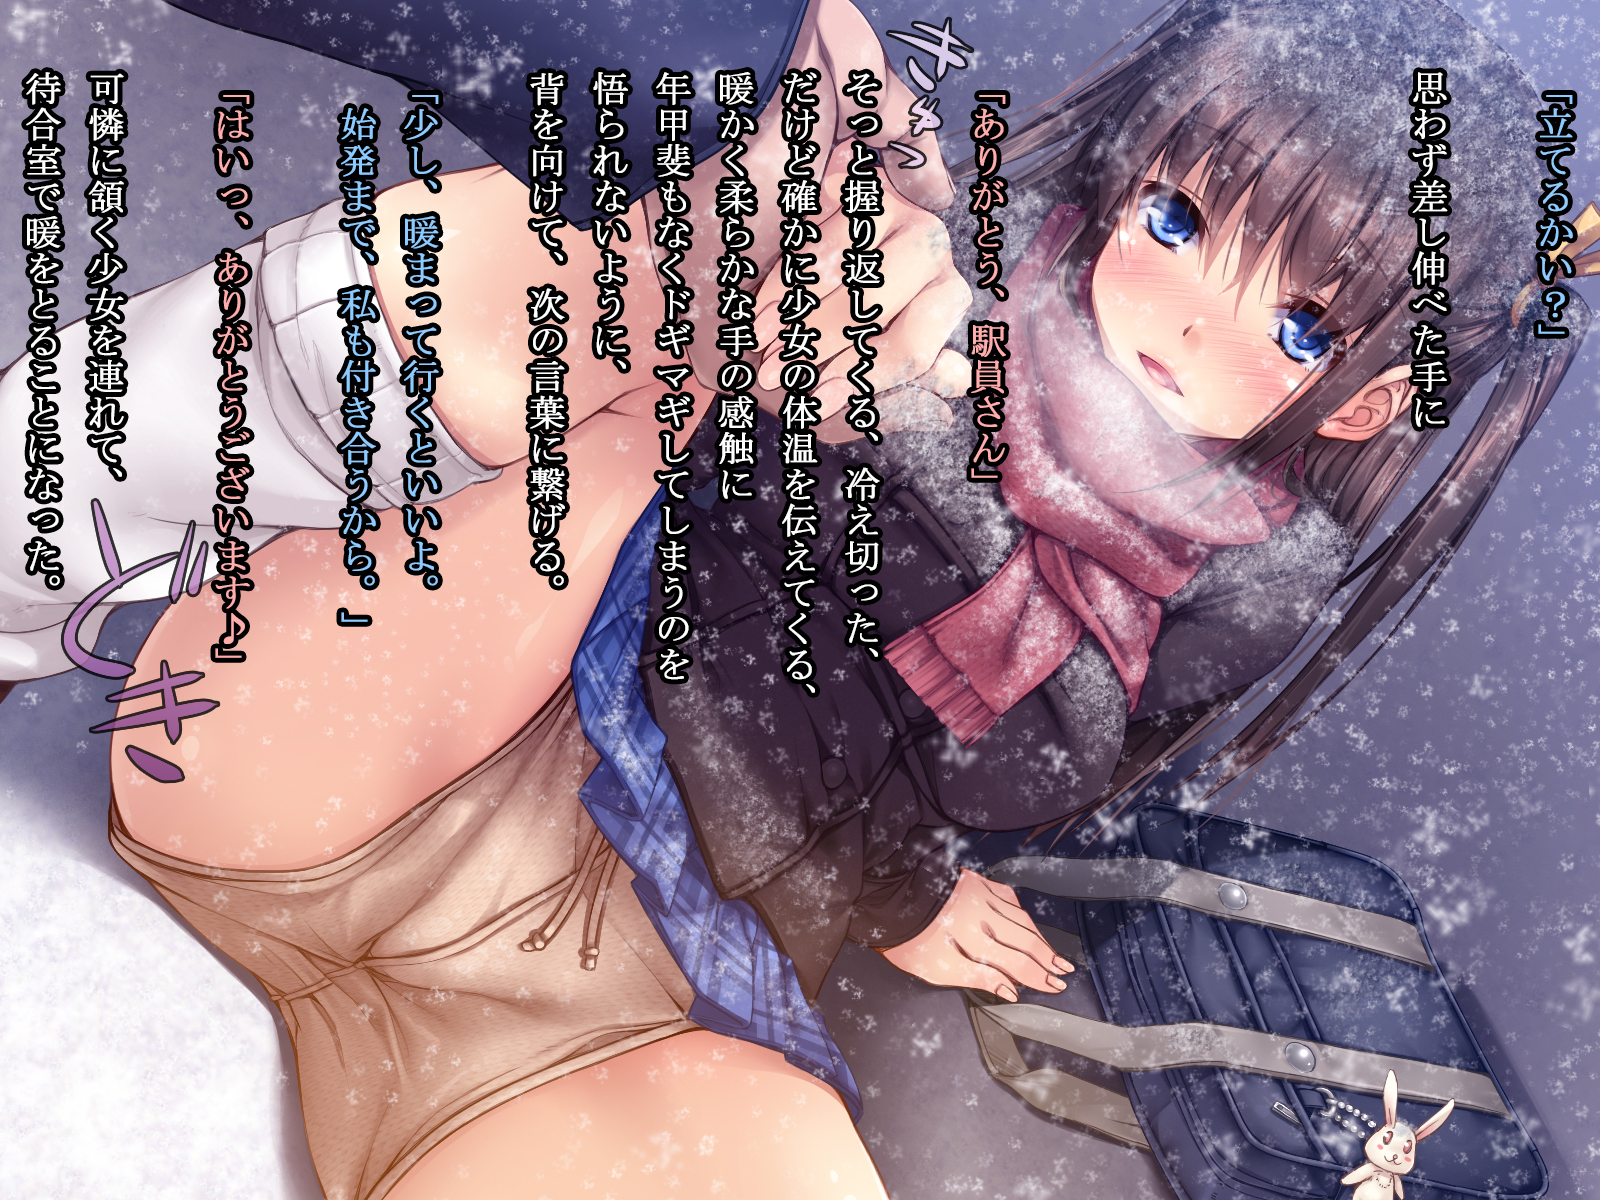 「立てるかい？」
思わず差し伸べた手に
「ありがとう、駅員さん」
そっと握り返してくる、冷え切った、
だけど確かに少女の体温を伝えてくる、
暖かく柔らかな手の感触に
年甲斐もなくドギマギしてしまうのを
悟られないように、
背を向けて、次の言葉に繋げる。
「少し、暖まって行くといいよ。
始発まで、私も付き合うから。」
「はいっ、ありがとうございます♪」
可憐に頷く少女を連れて、
待合室で暖をとることになった。
きゅっ
どきっ